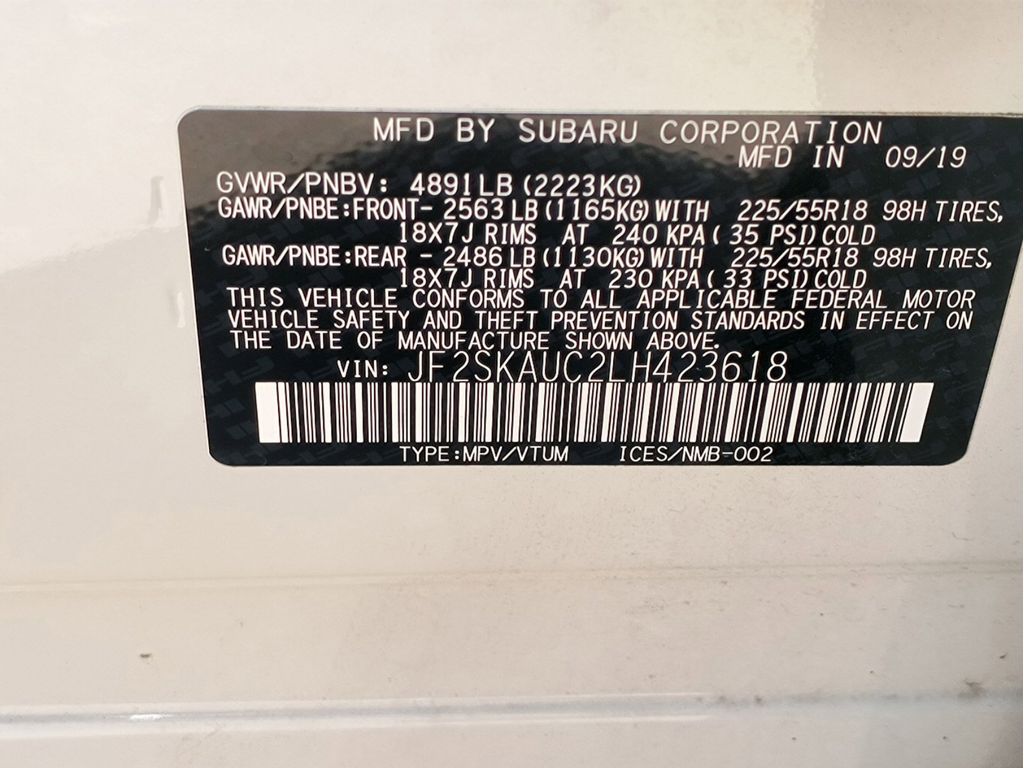 MFD BY SUBARU CORPORATION
MFD IN 09/19
GVWR/PNBV: 4891LB (2223KG)
GAWR/PNBE:FRONT- 2563 LB (1165KG) WITH 225/55R18 98H TIRES,
18X7J RIMS AT 240 KPA ( 35 PSI) COLD
GAWR/PNBE:REAR - 2486 LB (1130KG) WITH 225/55R18 98H TIRES,
18X7J RIMS AT 230 KPA ( 33 PSI) COLD
THIS VEHICLE CONFORMS TO ALL APPLICABLE FEDERAL MOTOR
VEHICLE SAFETY AND THEFT PREVENTION STANDARDS IN EFFECT ON
THE DATE OF MANUFACTURE SHOWN ABOVE.
VIN: JF2SKAUC2LH423618
TYPE:MPV/VTUM ICES/NMB-002